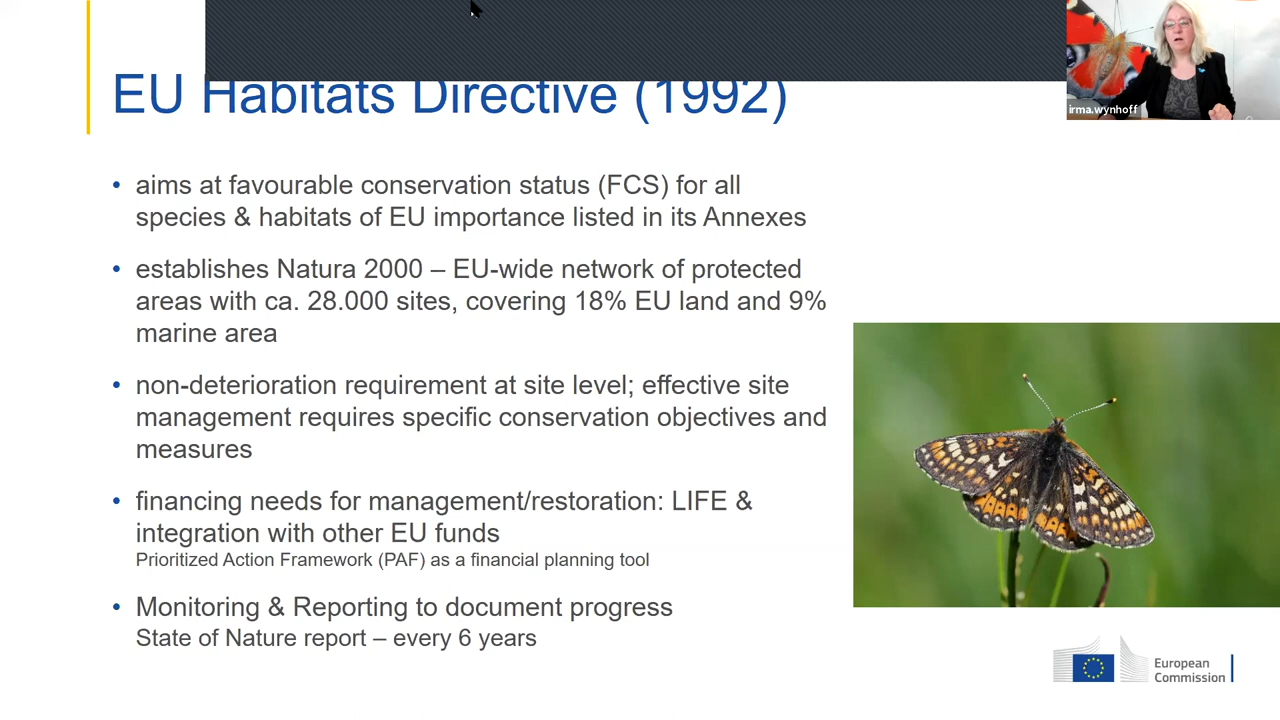 EU Habitats Directive (1992)
irma.wynhoff
• aims at favourable conservation status (FCS) for all
species & habitats of EU importance listed in its Annexes
• establishes Natura 2000 – EU-wide network of protected
areas with ca. 28.000 sites, covering 18% EU land and 9%
marine area
• non-deterioration requirement at site level; effective site
management requires specific conservation objectives and
measures
• financing needs for management/restoration: LIFE &
integration with other EU funds
Prioritized Action Framework (PAF) as a financial planning tool
• Monitoring & Reporting to document progress
State of Nature report – every 6 years
European
Commission